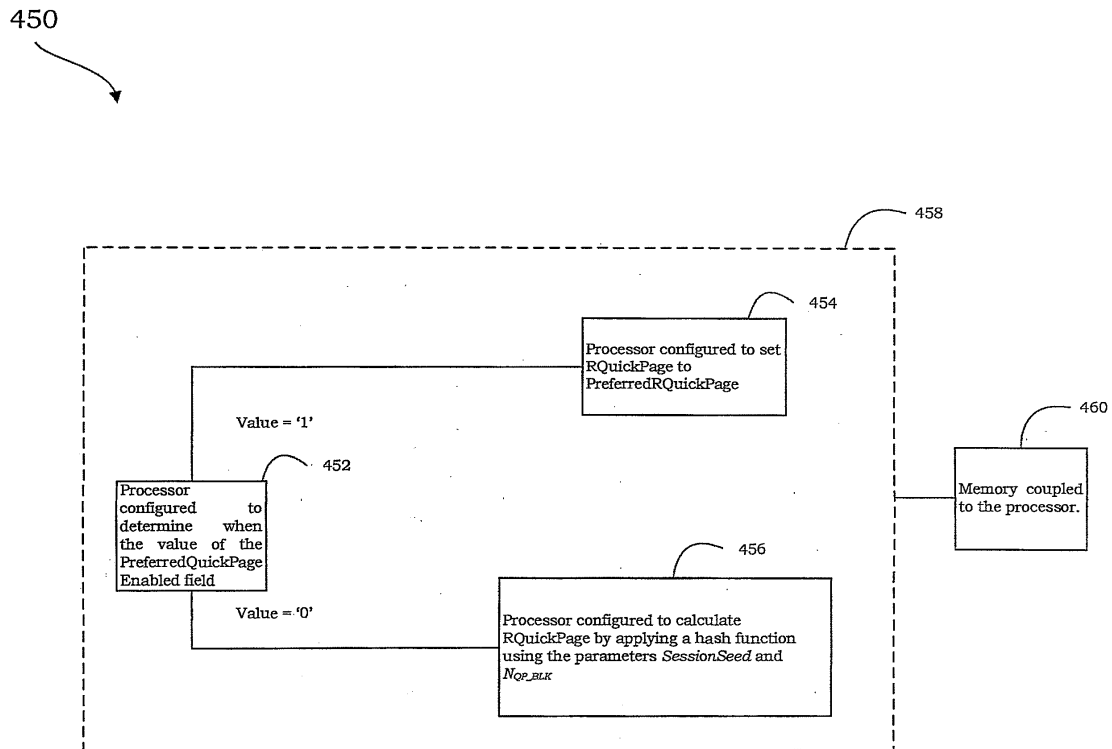 450
458
454
Processor configured to set
RQuickPage to
PreferredRQuickPage
460
Value = '1'
452
Memory coupled
to the processor.
Processor
configured to
determine when
the value of the
PreferredQuickPage
Enabled field
456
Value = '0'
Processor configured to calculate
RQuickPage by applying a hash function
using the parameters SessionSeed and
NQP_BLK